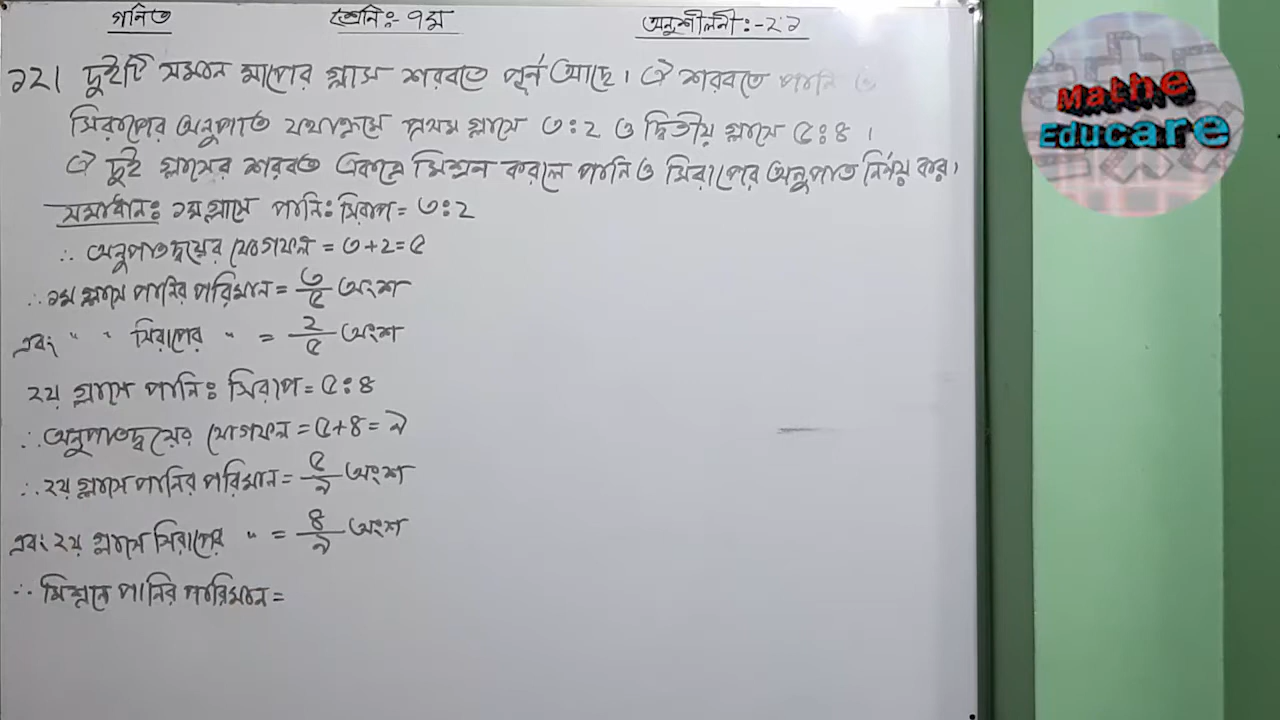 গনিত শ্রেনি:- ৭ম অনুশীলনী:-২.১
১২। দুইটি সমান মাপের গ্লাস শরবতে পূর্ন আছে। ঐ শরবতে পানি ও
সিরাপের অনুপাত যথাক্রমে প্রথম গ্লাসে ৩:২ ও দ্বিতীয় গ্লাসে ৫:৪।
ঐ দুই গ্লাসের শরবত একত্রে মিশ্রন করলে পানি ও সিরাপের অনুপাত নির্ণয় কর।
সমাধান: ১ম গ্লাসে পানি: সিরাপ= ৩:২
∴ অনুপাতদ্বয়ের যোগফল = ৩+২=৫
∴ ১ম গ্লাসে পানির পরিমান= ৩/৫ অংশ
এবং " " সিরাপের " = ২/৫ অংশ
২য় গ্লাসে পানি: সিরাপ= ৫:৪
∴ অনুপাতদ্বয়ের যোগফল = ৫+৪= ৯
∴ ২য় গ্লাসে পানির পরিমান= ৫/৯ অংশ
এবং ২য় গ্লাসে সিরাপের " = ৪/৯ অংশ
∴ মিশ্রনে পানির পরিমান=
Mathe
Educare